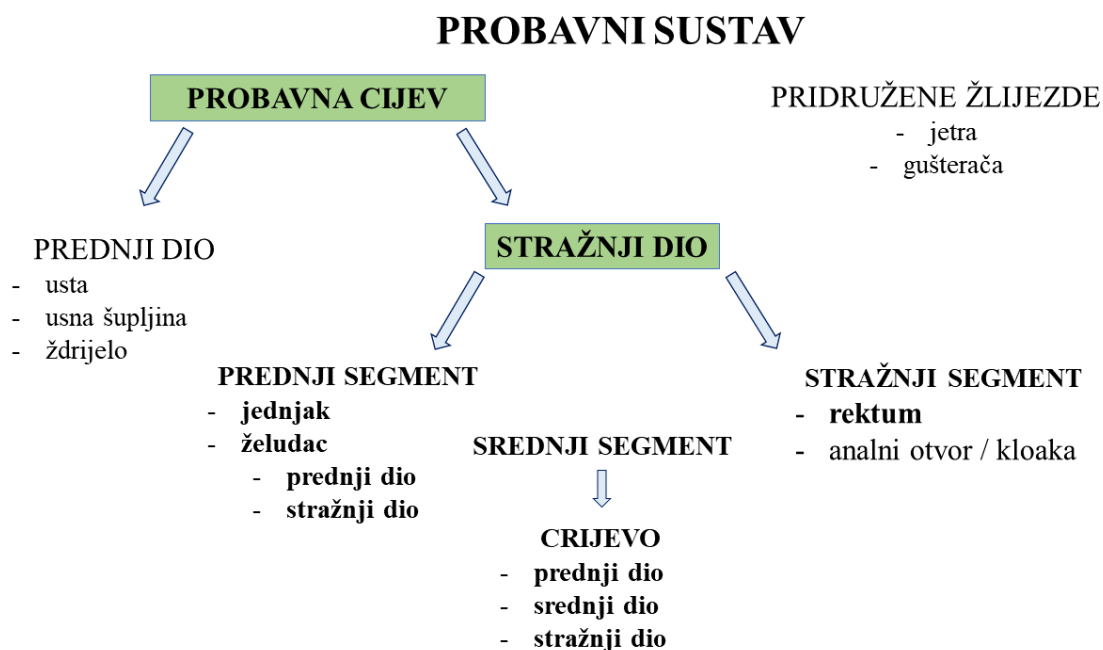 PROBAVNI SUSTAV
PROBAVNA CIJEV
PRIDRUŽENE ŽLIJEZDE
- jetra
- gušterača
PREDNJI DIO
- usta
- usna šupljina
- ždrijelo
STRAŽNJI DIO
PREDNJI SEGMENT
- jednjak
- želudac
- prednji dio
- stražnji dio
SREDNJI SEGMENT
CRIJEVO
- prednji dio
- srednji dio
- stražnji dio
STRAŽNJI SEGMENT
- rektum
- analni otvor / kloaka